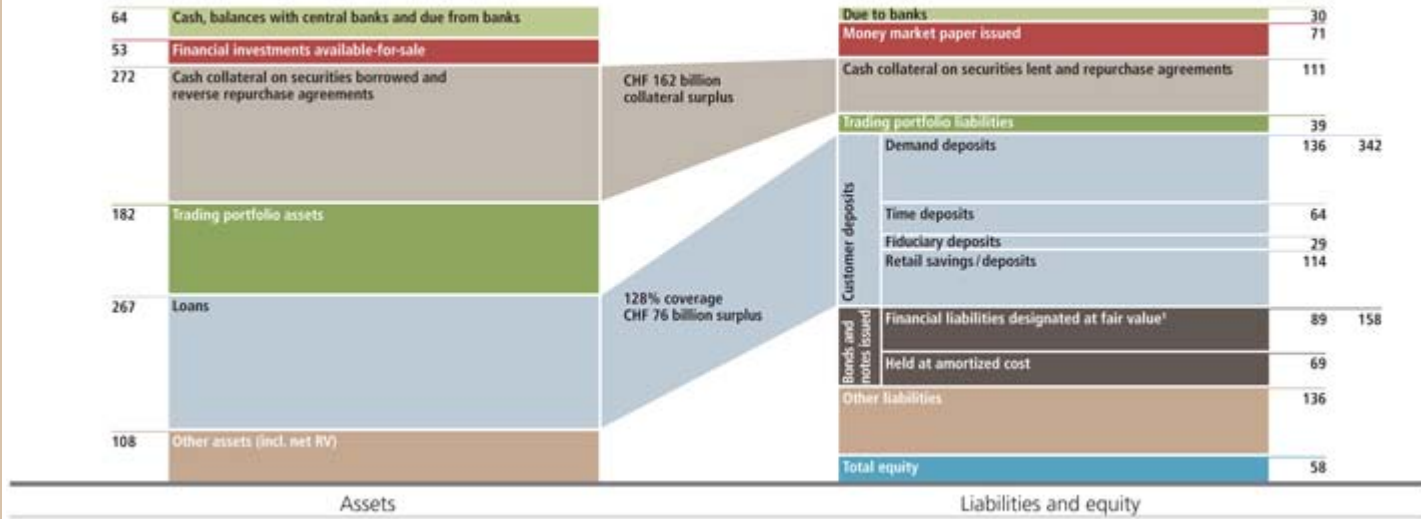 64 Cash, balances with central banks and due from banks
53 Financial investments available-for-sale
272 Cash collateral on securities borrowed and
reverse repurchase agreements
182 Trading portfolio assets
267 Loans
108 Other assets (incl. net RV)
CHF 162 billion
collateral surplus
128% coverage
CHF 76 billion surplus
Due to banks 30
Money market paper issued 71
Cash collateral on securities lent and repurchase agreements 111
Trading portfolio liabilities 39
Customer deposits
Demand deposits 136 342
Time deposits 64
Fiduciary deposits 29
Retail savings/deposits 114
Bonds and
notes issued
Financial liabilities designated at fair value¹ 89 158
Held at amortized cost 69
Other liabilities 136
Total equity 58
Assets
Liabilities and equity